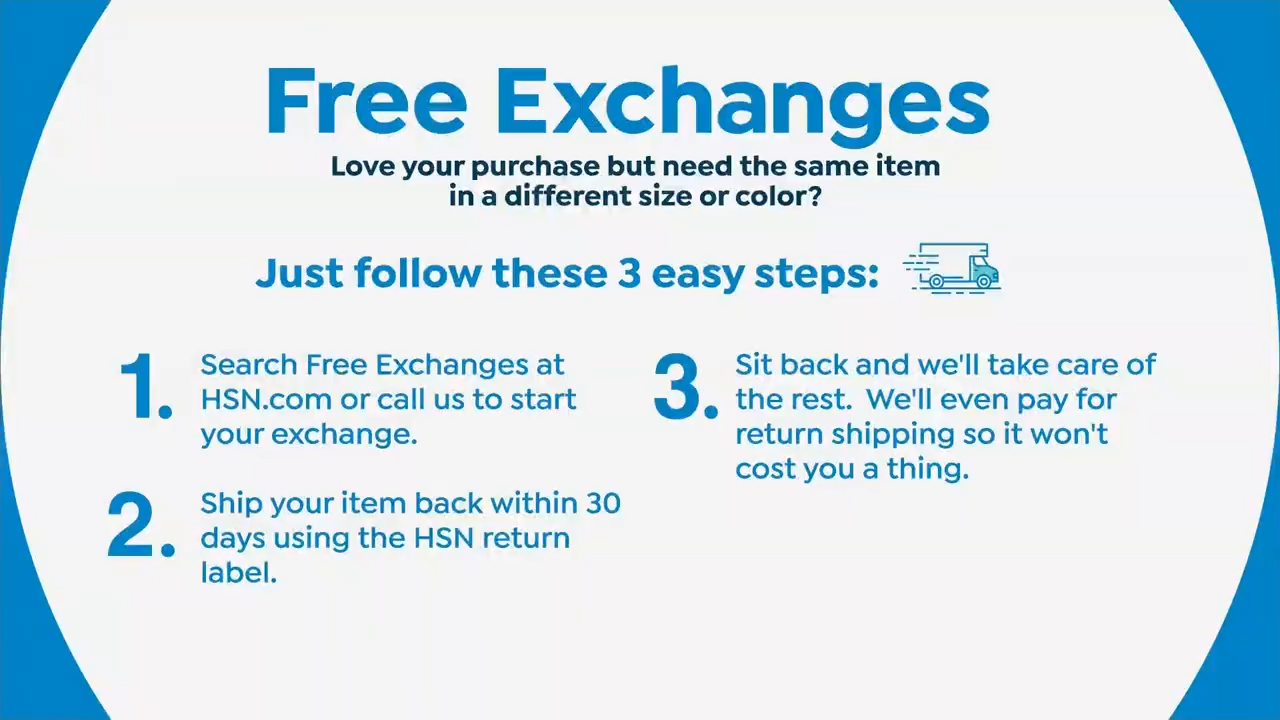 Free Exchanges
Love your purchase but need the same item
in a different size or color?
Just follow these 3 easy steps:
1. Search Free Exchanges at
HSN.com or call us to start
your exchange.
2. Ship your item back within 30
days using the HSN return
label.
3. Sit back and we'll take care of
the rest.  We'll even pay for
return shipping so it won't
cost you a thing.